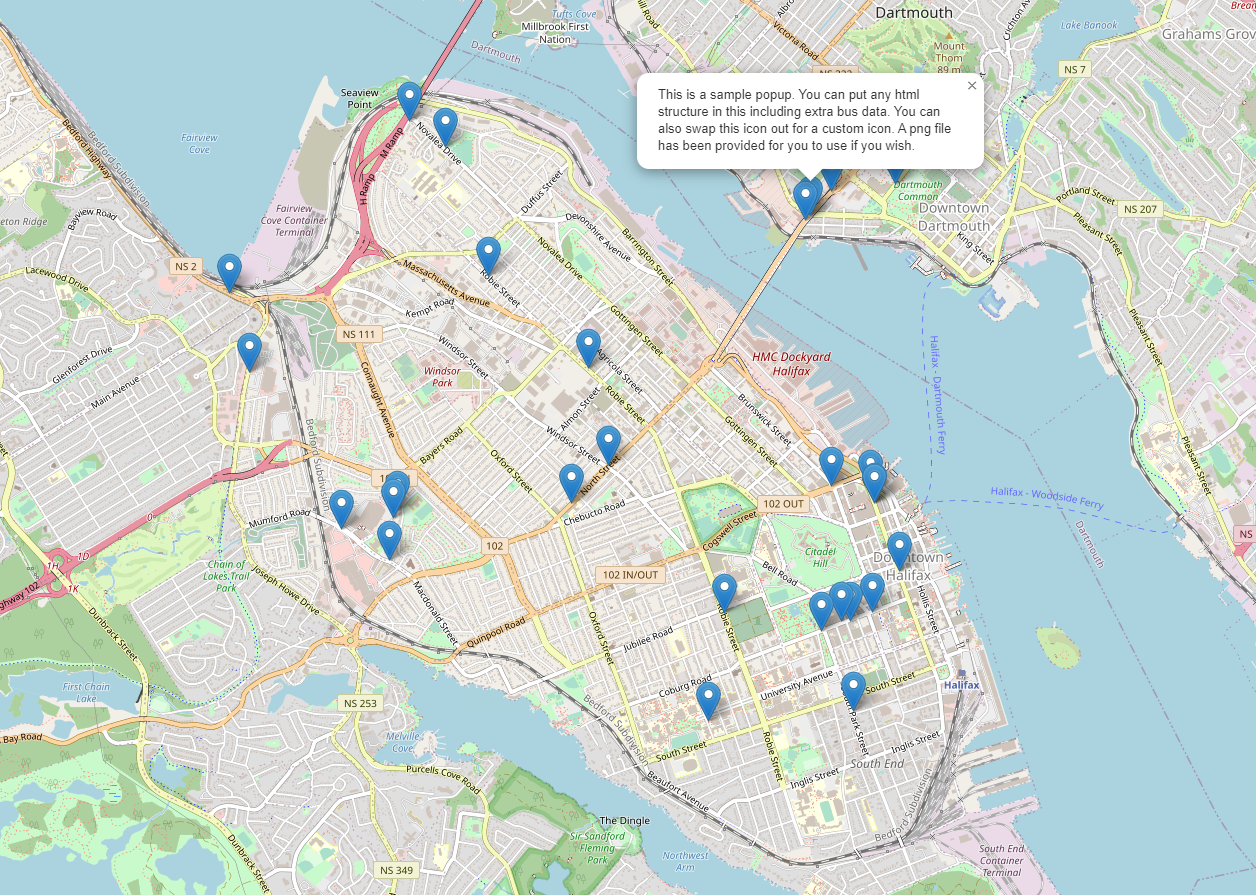 Dartmouth
Tufts Cove
Millbrook First
Nation
Dartmouth
Victoria Road
Mount
Thom
89 m
Lake Banook
Grahams Grov
NS 7
Seaview
Point
This is a sample popup. You can put any html
structure in this including extra bus data. You can
also swap this icon out for a custom icon. A png file
has been provided for you to use if you wish.
×
Bedford Highway
Bedford Subdivision
Fairview
Cove
M Ramp
H Ramp
Novalea Drive
Duffus Street
Dartmouth
Common
Portland Street
NS 207
Downtown
Dartmouth
King Street
Pleasant Street
eton Ridge
Bayview Road
Fairview
Cove Container
Terminal
Devonshire Avenue
Barrington Street
Novalea Drive
NS 2
Lacewood Drive
Massachusetts Avenue
Robie Street
Kempt Road
Gottingen Street
NS 111
Glenforest Drive
Main Avenue
Connaught Avenue
Windsor Street
Windsor
Park
Agricola Street
Robie Street
Almon Street
Windsor Street
HMC Dockyard
Halifax
Brunswick Street
Gottingen Street
Halifax - Dartmouth Ferry
Pleasant Street
Pleasant Street
Bedford Subdivision
Bayers Road
Oxford Street
North Street
Chebucto Road
102 OUT
Halifax - Woodside Ferry
Dartmouth
NS
Mumford Road
102
Cogswell Street
Citadel
Hill
Downtown
Halifax
1D
1H
1K
ghway 102
Chain of
Lakes Trail
Park
Joseph Howe Drive
102 IN/OUT
Bell Road
Hollis Street
Dunbrack Street
Macdonald Street
Quinpool Road
Oxford Street
Jubilee Road
Robie Street
First Chain
Lake
NS 253
Bedford Subdivision
Coburg Road
University Avenue
South Street
Halifax
Bay Road
Melville
Cove
South Street
Robie Street
Park Street
Inglis Street
South End
Purcells Cove Road
Beaufort Avenue
Inglis Street
Bedford Subdivision
The Dingle
Sir Sandford
Fleming
Park
Northwest
Arm
South End
Container
Terminal
NS 349
Dunbrack Street